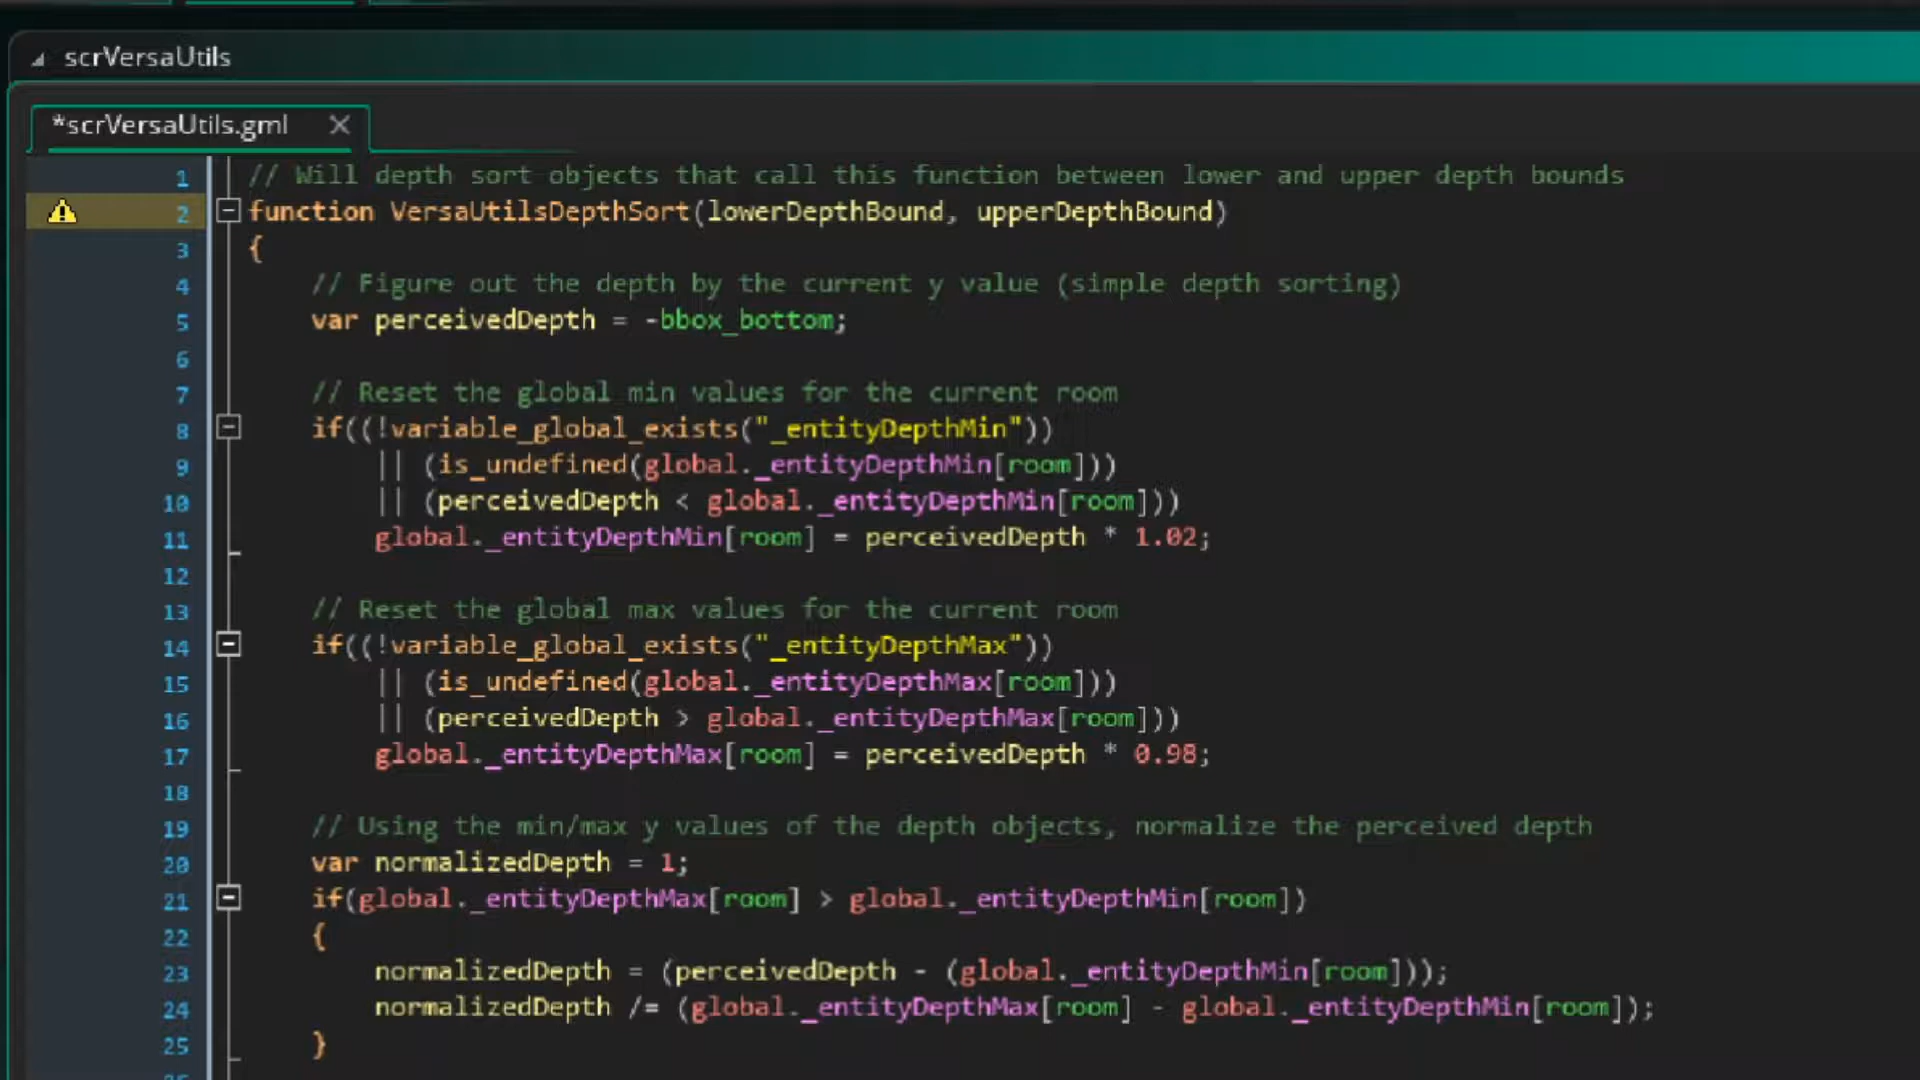 scrVersaUtils
*scrVersaUtils.gml
1 // Will depth sort objects that call this function between lower and upper depth bounds
2 function VersaUtilsDepthSort(lowerDepthBound, upperDepthBound)
3 {
4 // Figure out the depth by the current y value (simple depth sorting)
5 var perceivedDepth = -bbox_bottom;
6
7 // Reset the global min values for the current room
8 if((!variable_global_exists("_entityDepthMin"))
9 || (is_undefined(global._entityDepthMin[room]))
10 || (perceivedDepth < global._entityDepthMin[room]))
11 global._entityDepthMin[room] = perceivedDepth * 1.02;
12
13 // Reset the global max values for the current room
14 if((!variable_global_exists("_entityDepthMax"))
15 || (is_undefined(global._entityDepthMax[room]))
16 || (perceivedDepth > global._entityDepthMax[room]))
17 global._entityDepthMax[room] = perceivedDepth * 0.98;
18
19 // Using the min/max y values of the depth objects, normalize the perceived depth
20 var normalizedDepth = 1;
21 if(global._entityDepthMax[room] > global._entityDepthMin[room])
22 {
23 normalizedDepth = (perceivedDepth - (global._entityDepthMin[room]));
24 normalizedDepth /= (global._entityDepthMax[room] - global._entityDepthMin[room]);
25 }